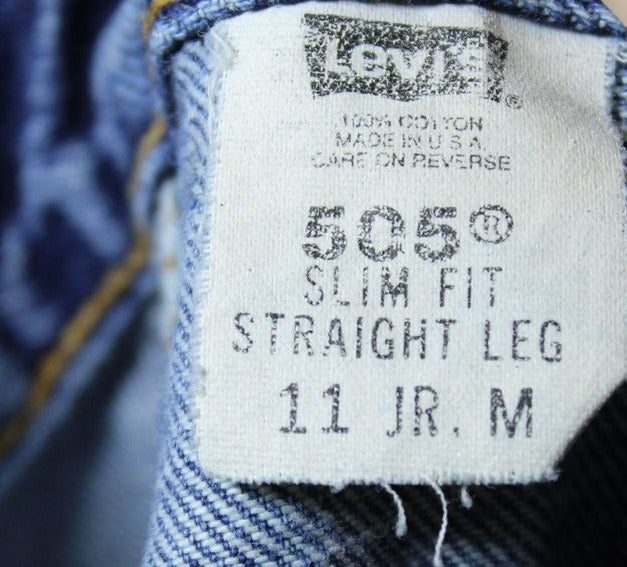 Levi's ®
100% COTTON
MADE IN U S A
CARE ON REVERSE
505®
SLIM FIT
STRAIGHT LEG
11 JR. M